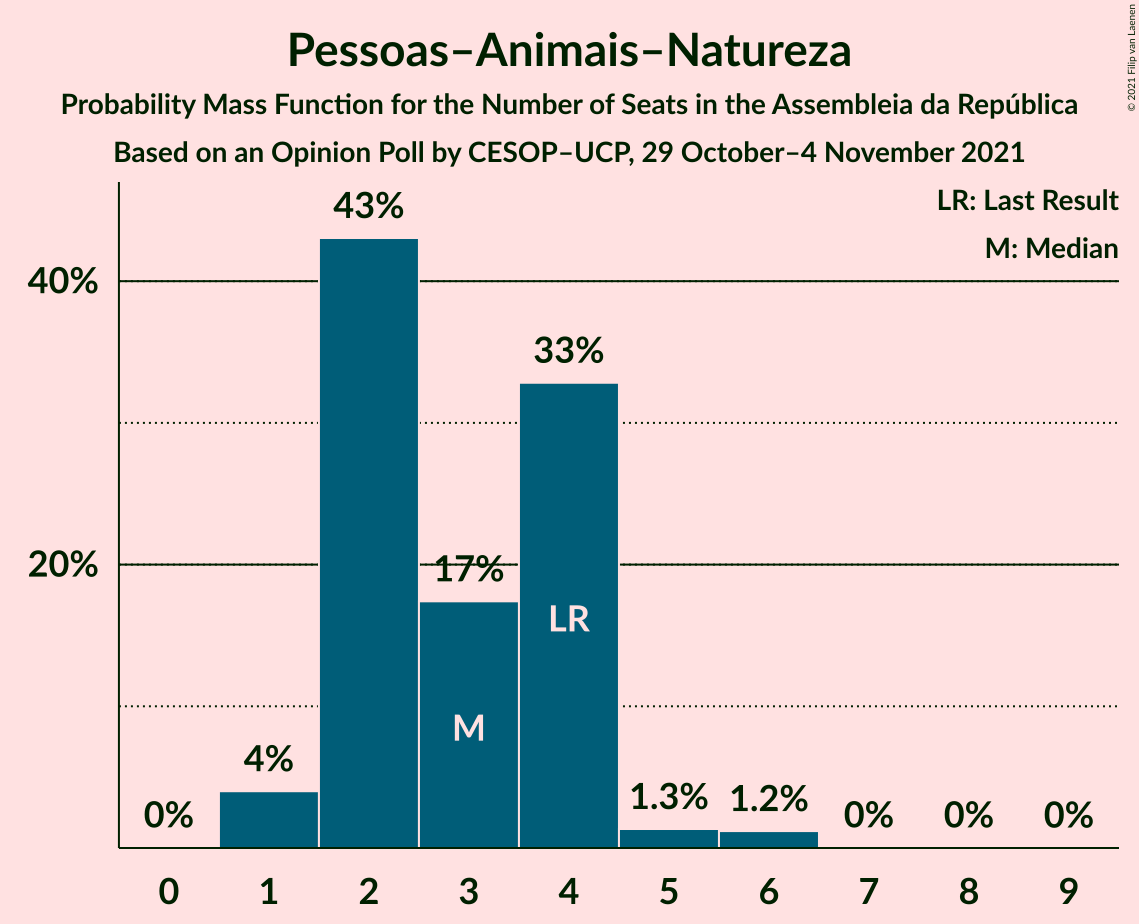 Pessoas–Animais–Natureza
Probability Mass Function for the Number of Seats in the Assembleia da República
Based on an Opinion Poll by CESOP–UCP, 29 October–4 November 2021
© 2021 Filip van Laenen
LR: Last Result
M: Median
43%
40%
33%
20%
17%
LR
M
4%
0%
1.3%
1.2%
0%
0%
0%
0 1 2 3 4 5 6 7 8 9